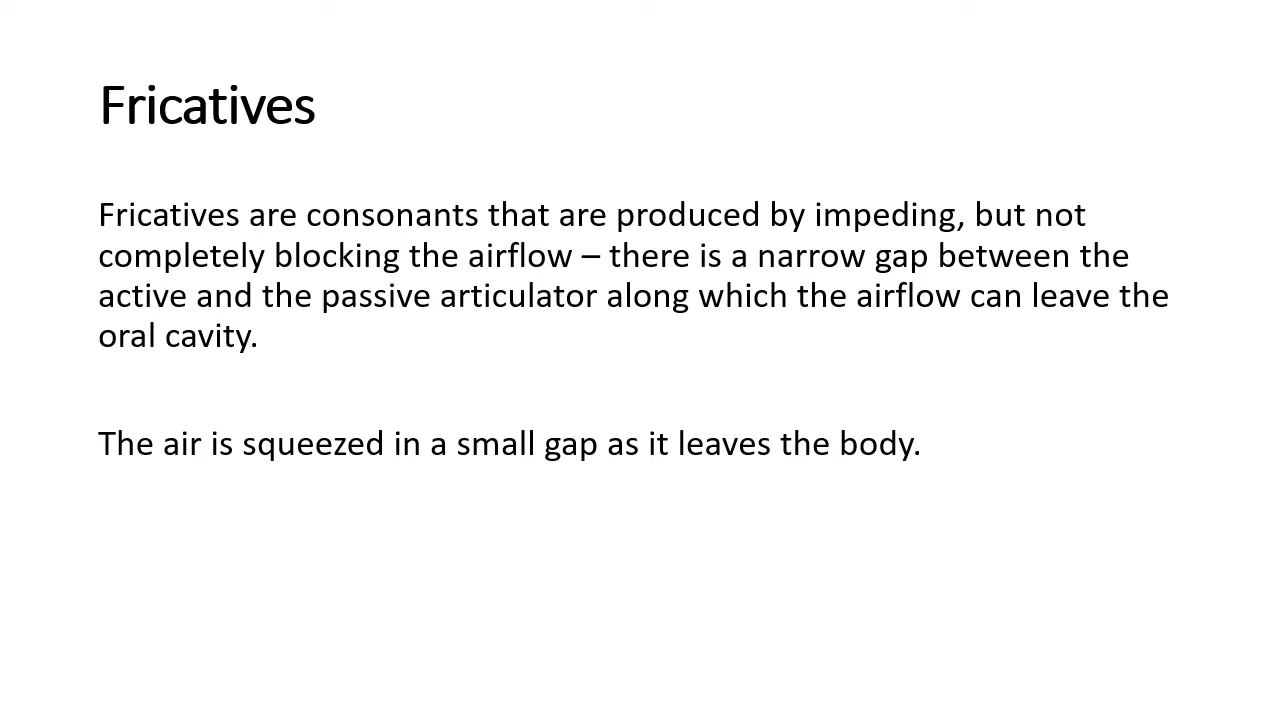 Fricatives
Fricatives are consonants that are produced by impeding, but not
completely blocking the airflow – there is a narrow gap between the
active and the passive articulator along which the airflow can leave the
oral cavity.
The air is squeezed in a small gap as it leaves the body.